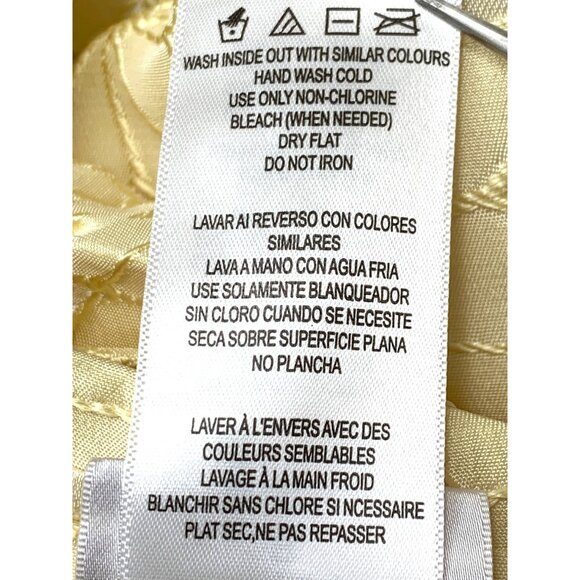 WASH INSIDE OUT WITH SIMILAR COLOURS
HAND WASH COLD
USE ONLY NON-CHLORINE
BLEACH (WHEN NEEDED)
DRY FLAT
DO NOT IRON
LAVAR AI REVERSO CON COLORES
SIMILARES
LAVA A MANO CON AGUA FRIA
USE SOLAMENTE BLANQUEADOR
SIN CLORO CUANDO SE NECESITE
SECA SOBRE SUPERFICIE PLANA
NO PLANCHA
LAVER À L'ENVERS AVEC DES
COULEURS SEMBLABLES
LAVAGE À LA MAIN FROID
BLANCHIR SANS CHLORE SI NCESSAIRE
PLAT SEC,NE PAS REPASSER